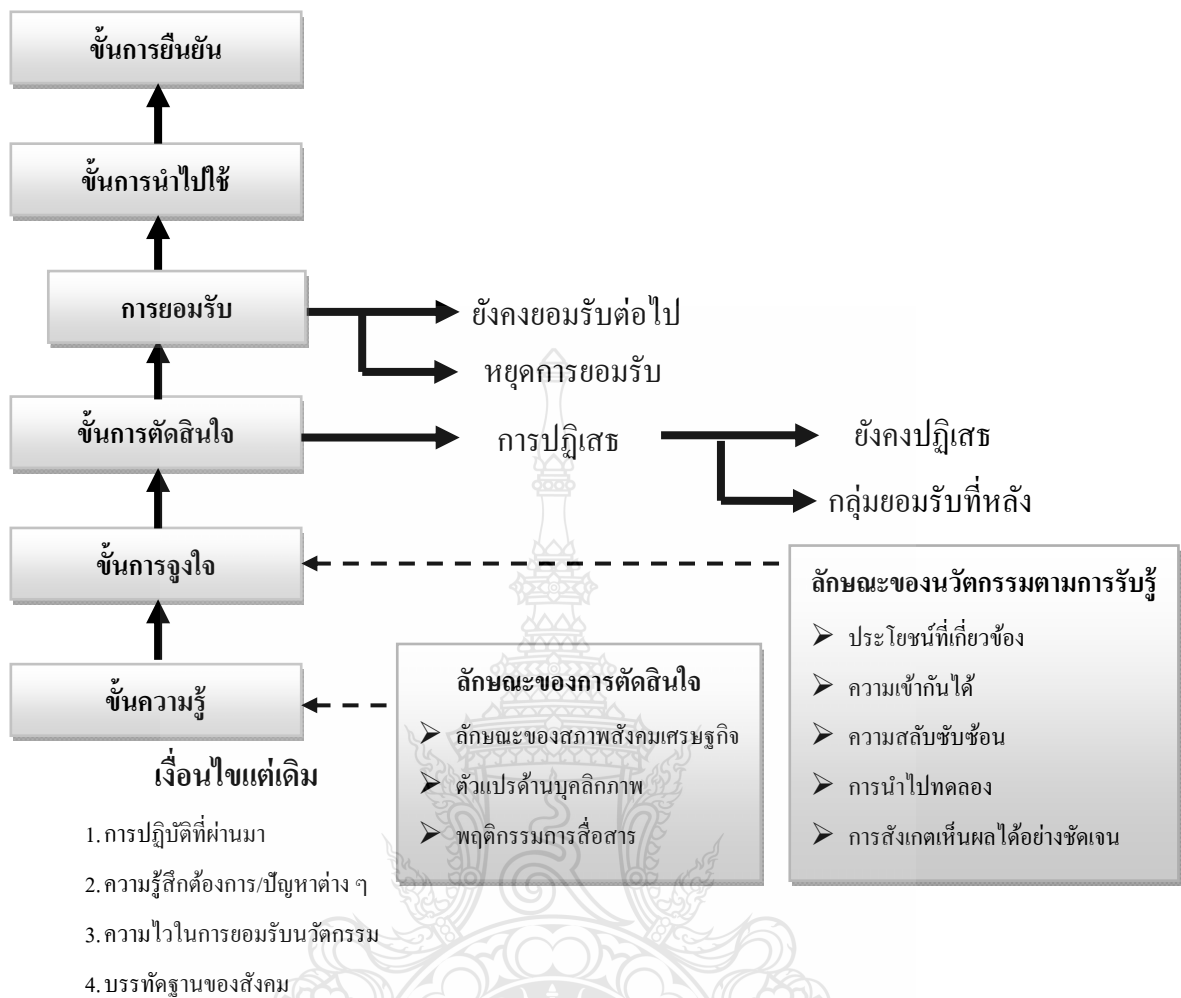 ขั้นการยืนยัน
ขั้นการนำไปใช้
การยอมรับ
ยังคงยอมรับต่อไป
หยุดการยอมรับ
ขั้นการตัดสินใจ
การปฏิเสธ
ยังคงปฏิเสธ
กลุ่มยอมรับที่หลัง
ขั้นการจูงใจ
ลักษณะของนวัตกรรมตามการรับรู้
➢ ประโยชน์ที่เกี่ยวข้อง
➢ ความเข้ากันได้
➢ ความสลับซับซ้อน
➢ การนำไปทดลอง
➢ การสังเกตเห็นผลได้อย่างชัดเจน
ขั้นความรู้
ลักษณะของการตัดสินใจ
➢ ลักษณะของสภาพสังคมเศรษฐกิจ
➢ ตัวแปรด้านบุคลิกภาพ
➢ พฤติกรรมการสื่อสาร
เงื่อนไขแต่เดิม
1. การปฏิบัติที่ผ่านมา
2. ความรู้สึกต้องการ/ปัญหาต่าง ๆ
3. ความไวในการยอมรับนวัตกรรม
4. บรรทัดฐานของสังคม